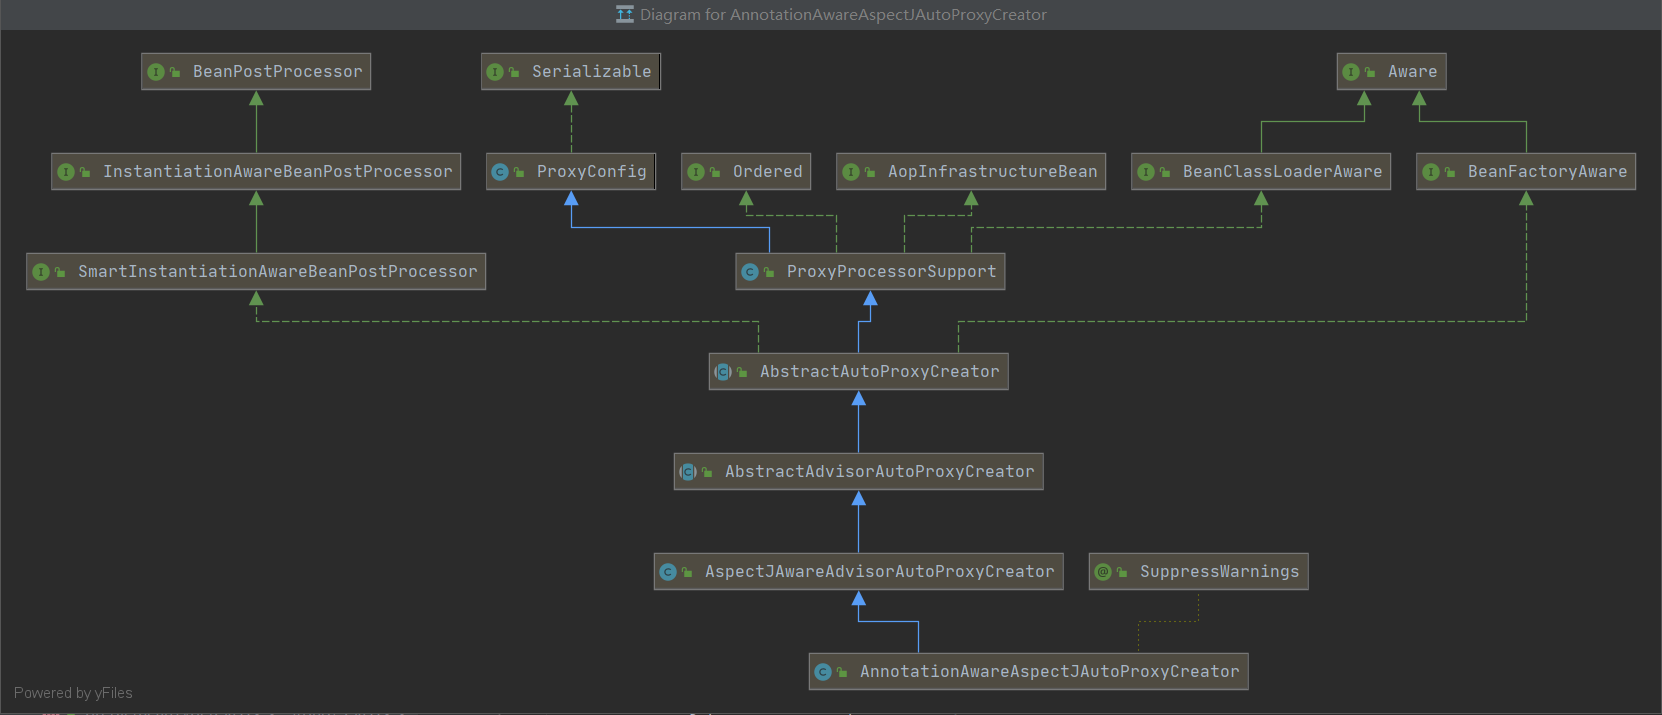 Diagram for AnnotationAwareAspectJAutoProxyCreator
BeanPostProcessor
Serializable
Aware
InstantiationAwareBeanPostProcessor
ProxyConfig
Ordered
AopInfrastructureBean
BeanClassLoaderAware
BeanFactoryAware
SmartInstantiationAwareBeanPostProcessor
ProxyProcessorSupport
AbstractAutoProxyCreator
AbstractAdvisorAutoProxyCreator
AspectJAwareAdvisorAutoProxyCreator
SuppressWarnings
AnnotationAwareAspectJAutoProxyCreator
Powered by yFiles